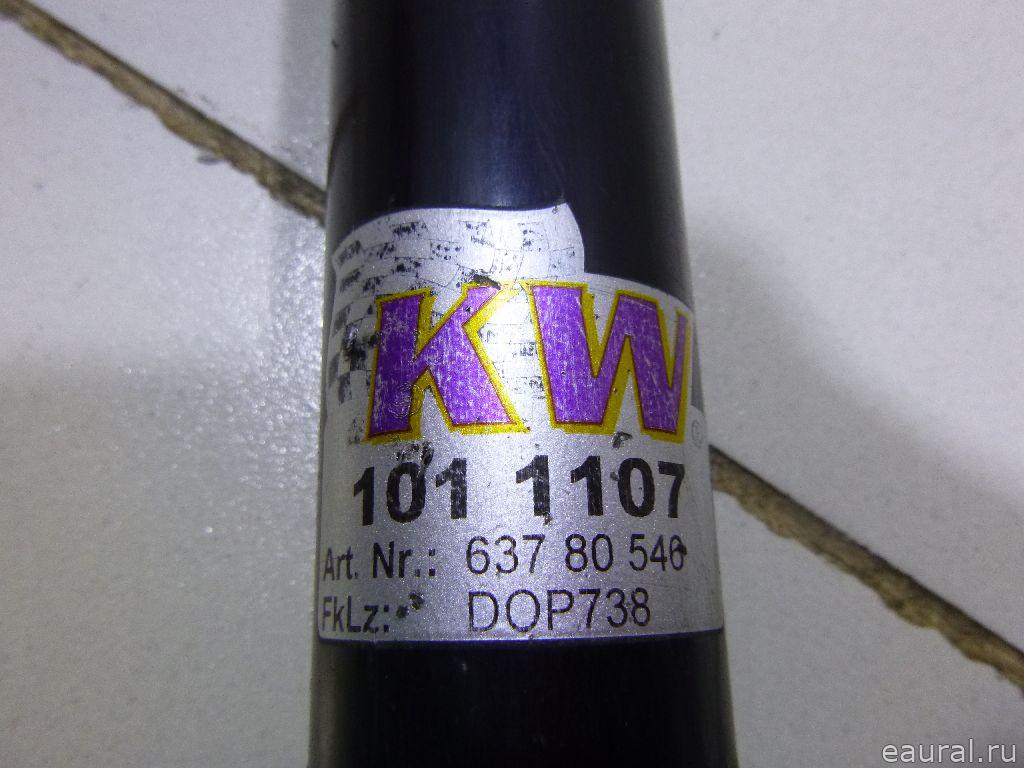 KW
101 1107
Art. Nr.: 637 80 546
FkLz: DOP738
eaural.ru